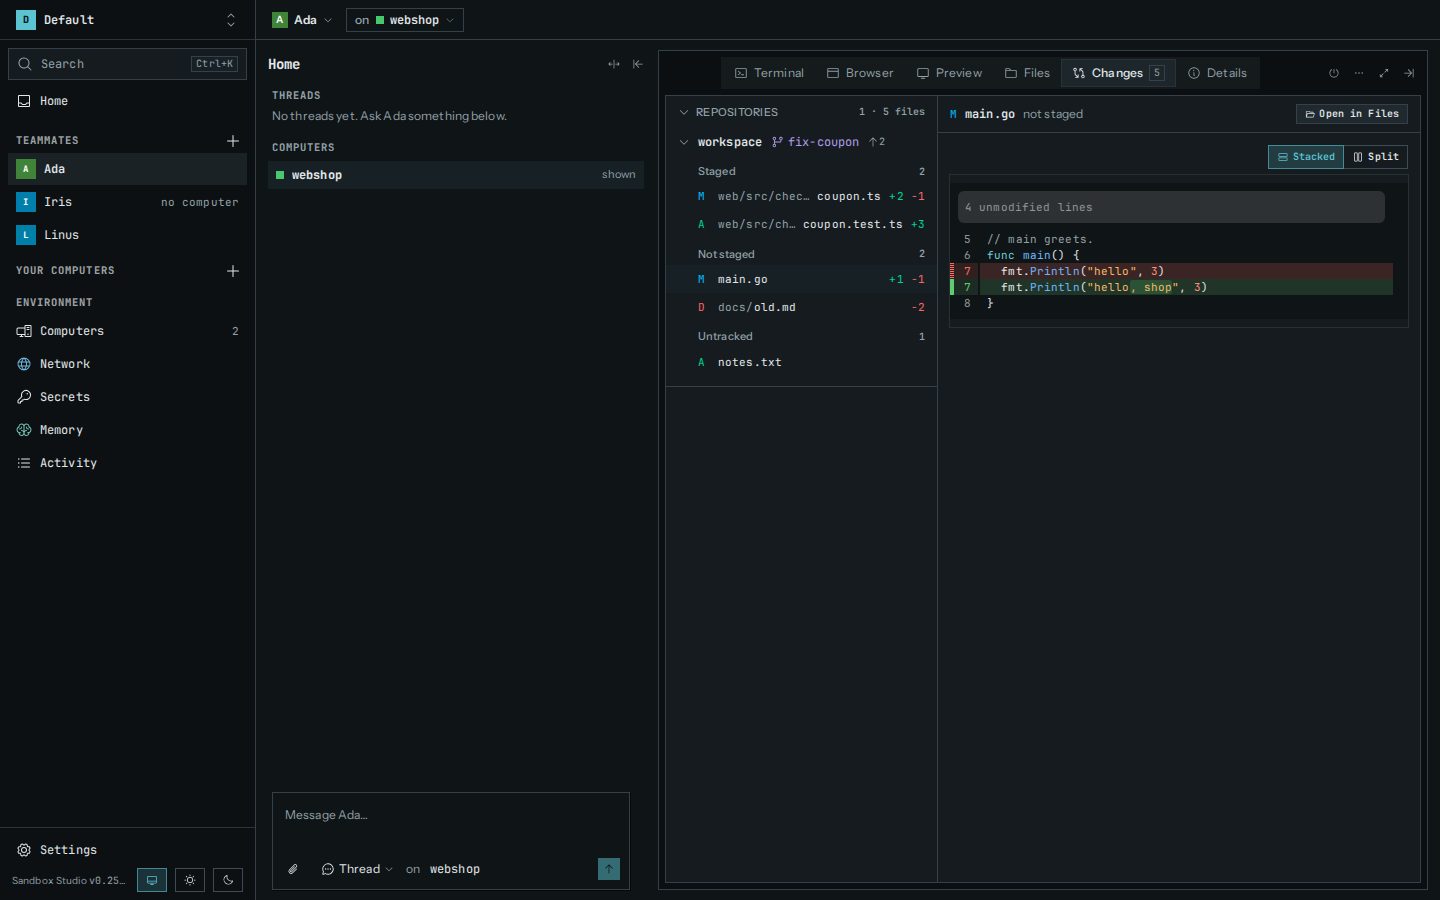 D Default
Search Ctrl+K
Home
TEAMMATES
A Ada
I Iris no computer
L Linus
YOUR COMPUTERS
ENVIRONMENT
Computers 2
Network
Secrets
Memory
Activity
Settings
Sandbox Studio v0.25…
A Ada on webshop
Home
THREADS
No threads yet. Ask Ada something below.
COMPUTERS
webshop shown
Message Ada…
Thread on webshop
Terminal Browser Preview Files Changes 5 Details
REPOSITORIES 1 · 5 files
workspace fix-coupon ↑2
Staged 2
M web/src/chec… coupon.ts +2 -1
A web/src/ch… coupon.test.ts +3
Not staged 2
M main.go +1 -1
D docs/old.md -2
Untracked 1
A notes.txt
M main.go not staged Open in Files
Stacked Split
4 unmodified lines
5 // main greets.
6 func main() {
7 fmt.Println("hello", 3)
7 fmt.Println("hello, shop", 3)
8 }